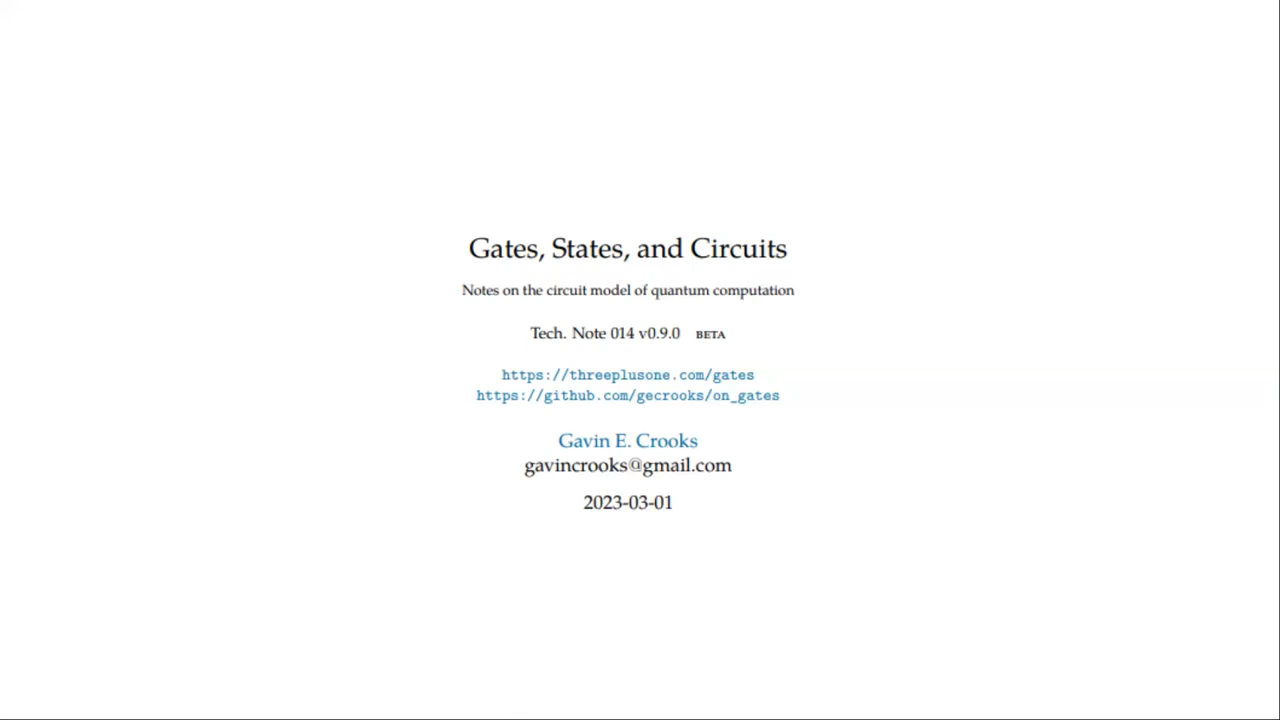 Gates, States, and Circuits
Notes on the circuit model of quantum computation
Tech. Note 014 v0.9.0 BETA
https://threeplusone.com/gates
https://github.com/gecrooks/on_gates
Gavin E. Crooks
gavincrooks@gmail.com
2023-03-01